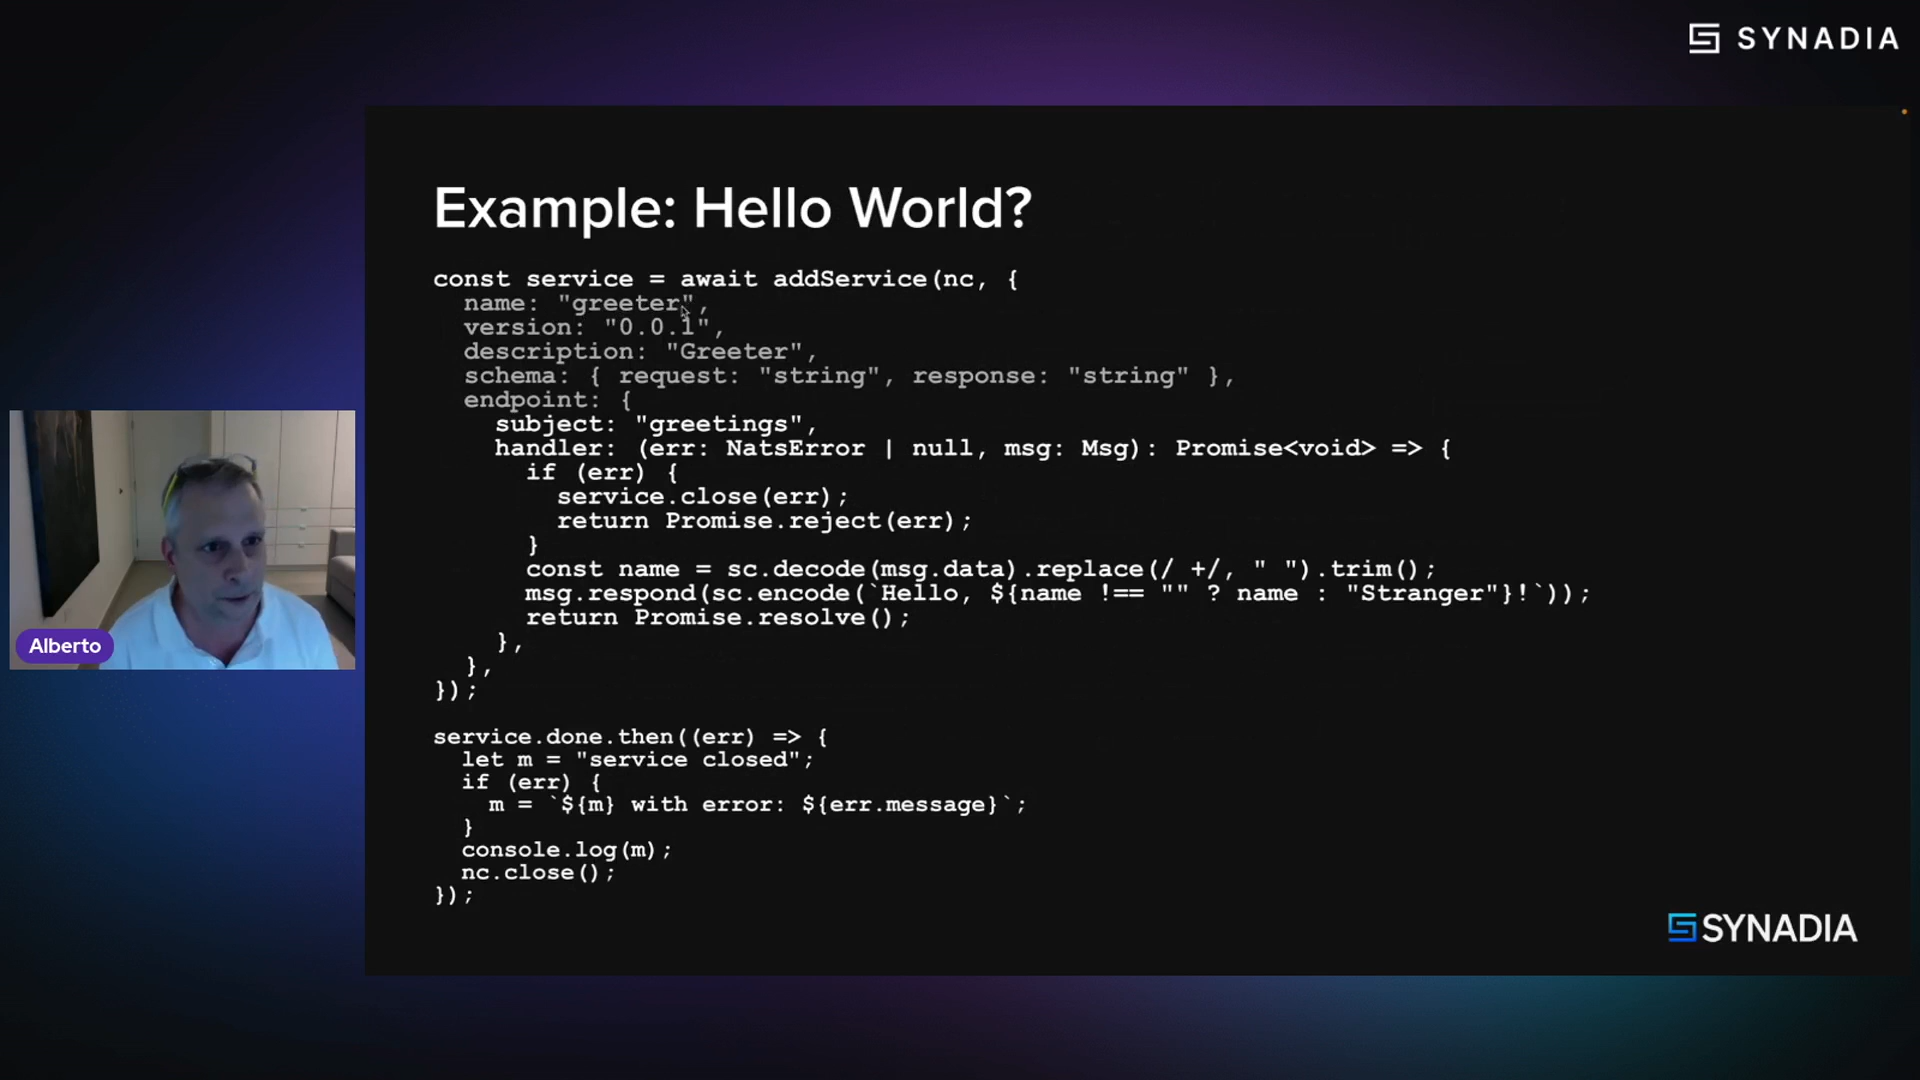 SYNADIA
Example: Hello World?
const service = await addService(nc, {
  name: "greeter",
  version: "0.0.1",
  description: "Greeter",
  schema: { request: "string", response: "string" },
  endpoint: {
    subject: "greetings",
    handler: (err: NatsError | null, msg: Msg): Promise<void> => {
      if (err) {
        service.close(err);
        return Promise.reject(err);
      }
      const name = sc.decode(msg.data).replace(/ +/, " ").trim();
      msg.respond(sc.encode(`Hello, ${name !== "" ? name : "Stranger"}!`));
      return Promise.resolve();
    },
  },
});
service.done.then((err) => {
  let m = "service closed";
  if (err) {
    m = `${m} with error: ${err.message}`;
  }
  console.log(m);
  nc.close();
});
Alberto
SYNADIA